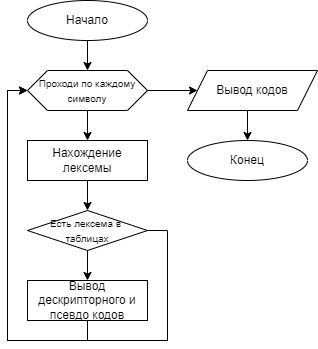 Начало
Проходи по каждому
символу
Вывод кодов
Нахождение
лексемы
Конец
Есть лексема в
таблицах
Вывод
дескрипторного и
псевдо кодов